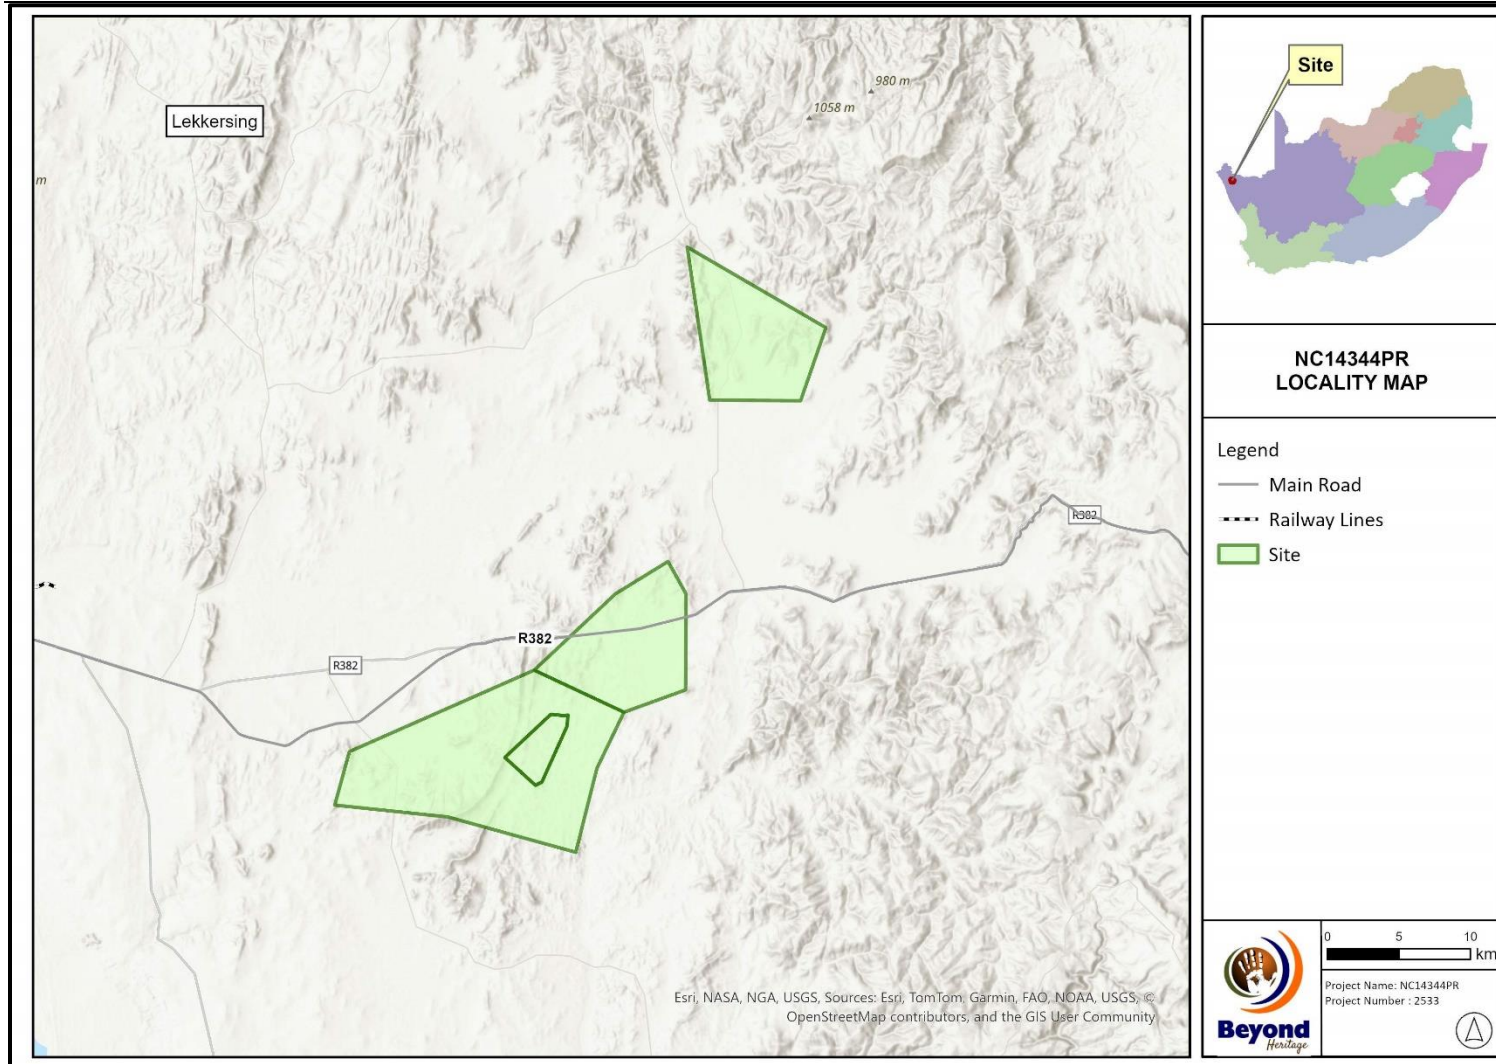 980 m
1058 m
Lekkersing
m
R382
R382
R382
Esri, NASA, NGA, USGS, Sources: Esri, TomTom, Garmin, FAO, NOAA, USGS, ©
OpenStreetMap contributors, and the GIS User Community
Site
NC14344PR
LOCALITY MAP
Legend
Main Road
Railway Lines
Site
Beyond
Heritage
0 5 10
km
Project Name: NC14344PR
Project Number : 2533